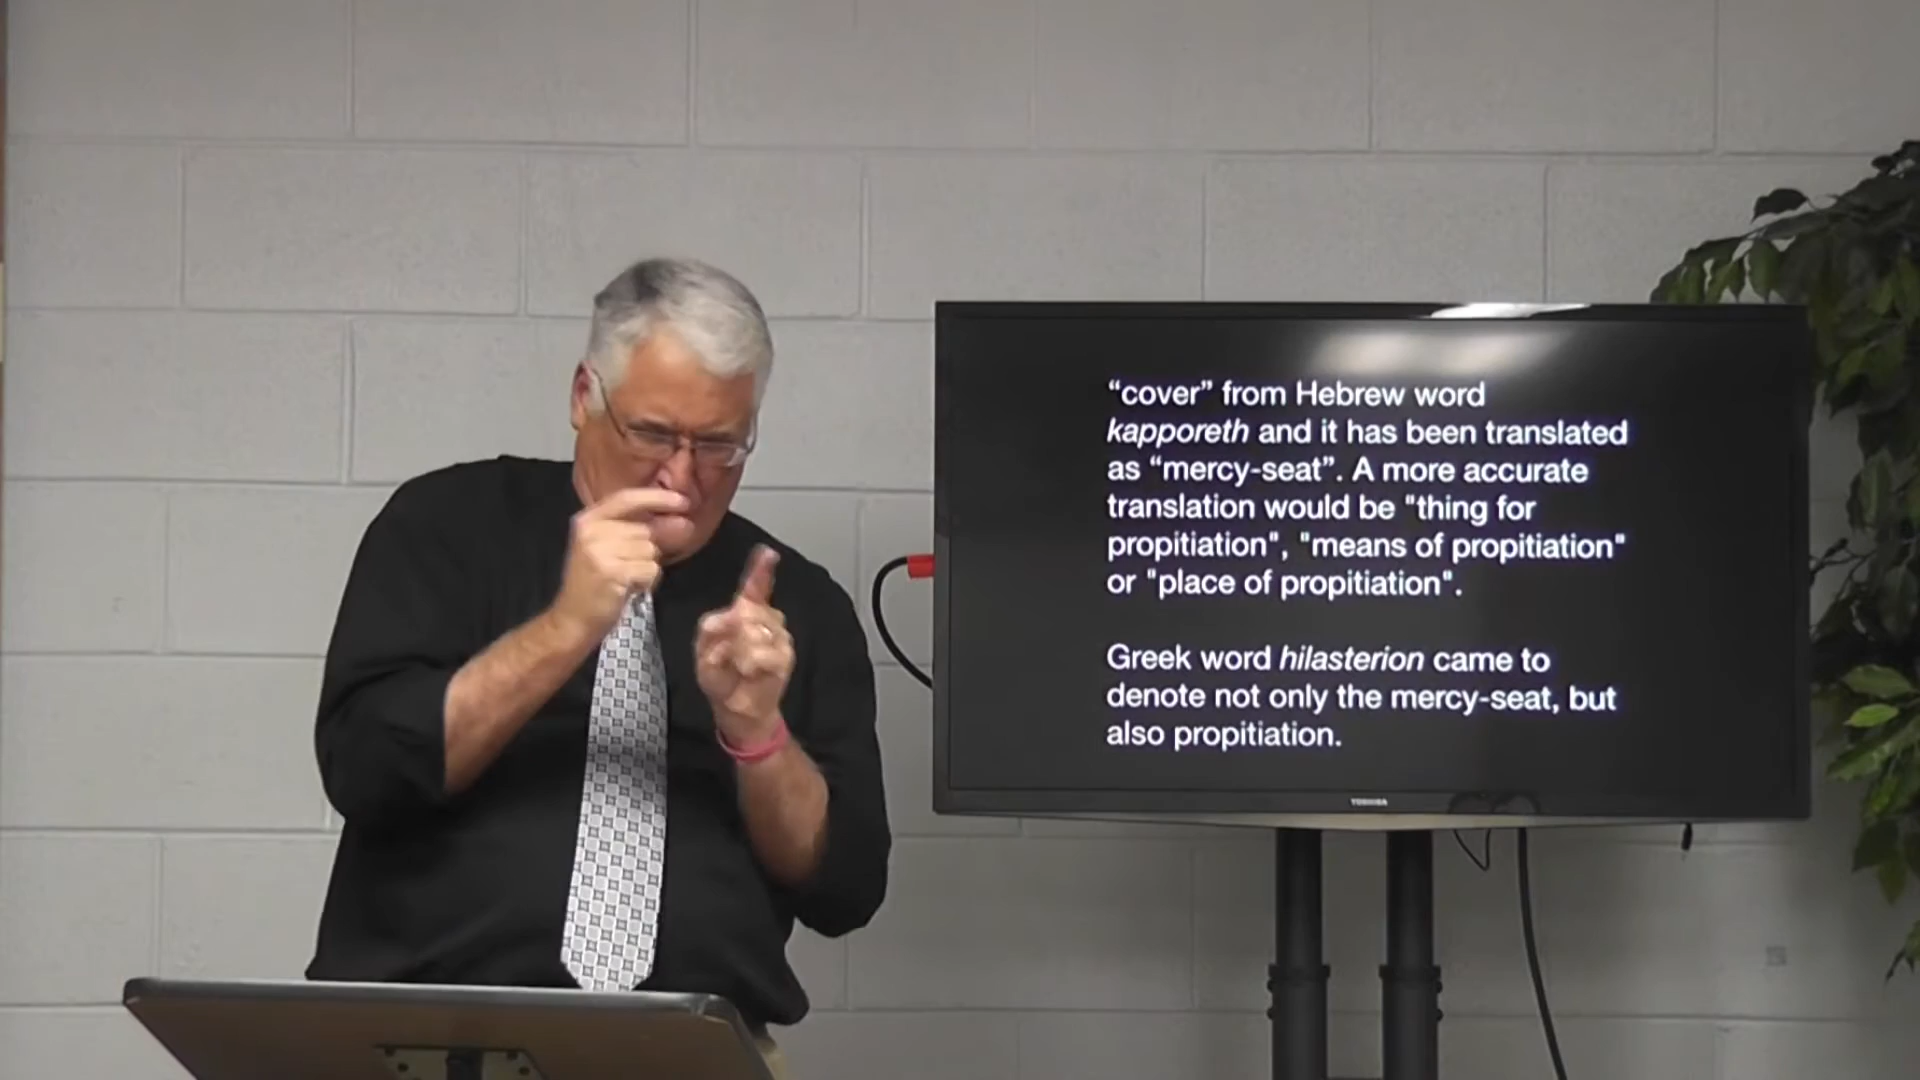 “cover” from Hebrew word
kapporeth and it has been translated
as “mercy-seat”. A more accurate
translation would be "thing for
propitiation", "means of propitiation"
or "place of propitiation".
Greek word hilasterion came to
denote not only the mercy-seat, but
also propitiation.
TOSHIBA